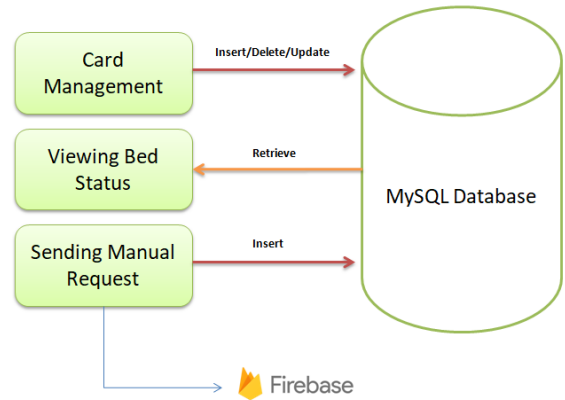 Card
Management
Insert/Delete/Update
Viewing Bed
Status
Retrieve
MySQL Database
Sending Manual
Request
Insert
Firebase